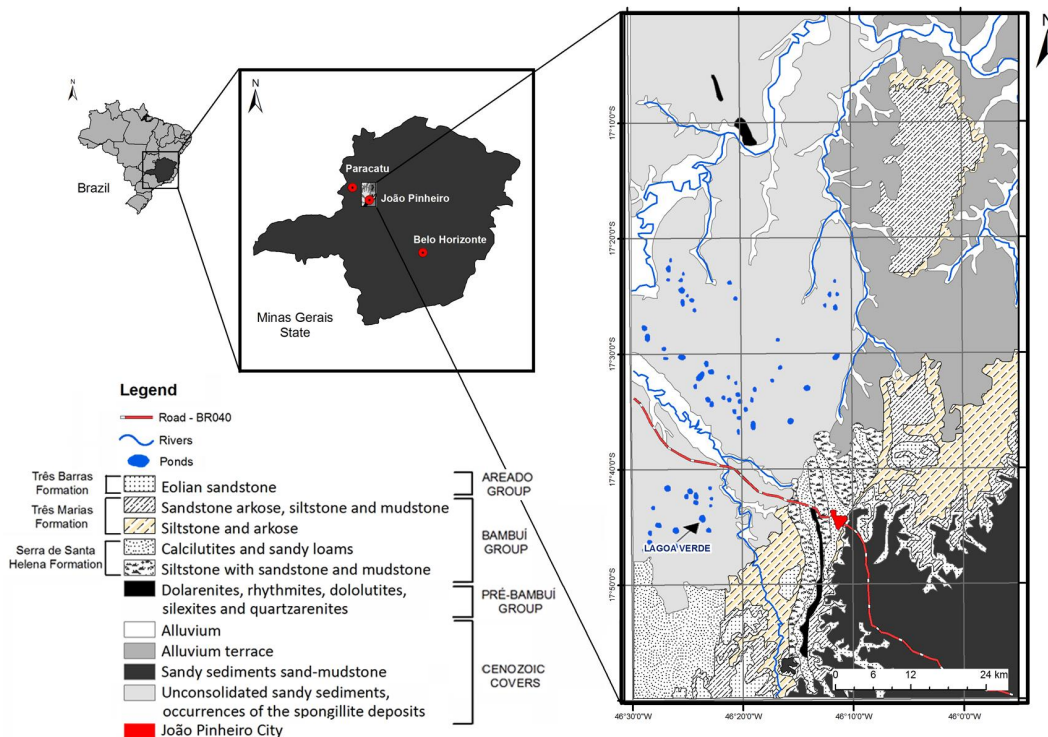 N
Brazil
N
Paracatu
João Pinheiro
Belo Horizonte
Minas Gerais
State
N
17°10'0"S
17°20'0"S
17°30'0"S
17°40'0"S
17°50'0"S
46°30'0"W
46°20'0"W
46°10'0"W
46°0'0"W
LAGOA VERDE
0 6 12 24 km
Legend
Road - BR040
Rivers
Ponds
Três Barras
Formation
Eolian sandstone
AREADO
GROUP
Três Marias
Formation
Sandstone arkose, siltstone and mudstone
Siltstone and arkose
BAMBUÍ
GROUP
Serra de Santa
Helena Formation
Calcilutites and sandy loams
Siltstone with sandstone and mudstone
Dolarenites, rhythmites, dololutites,
silexites and quartzarenites
PRÉ-BAMBUÍ
GROUP
Alluvium
Alluvium terrace
Sandy sediments sand-mudstone
Unconsolidated sandy sediments,
occurrences of the spongillite deposits
CENOZOIC
COVERS
João Pinheiro City